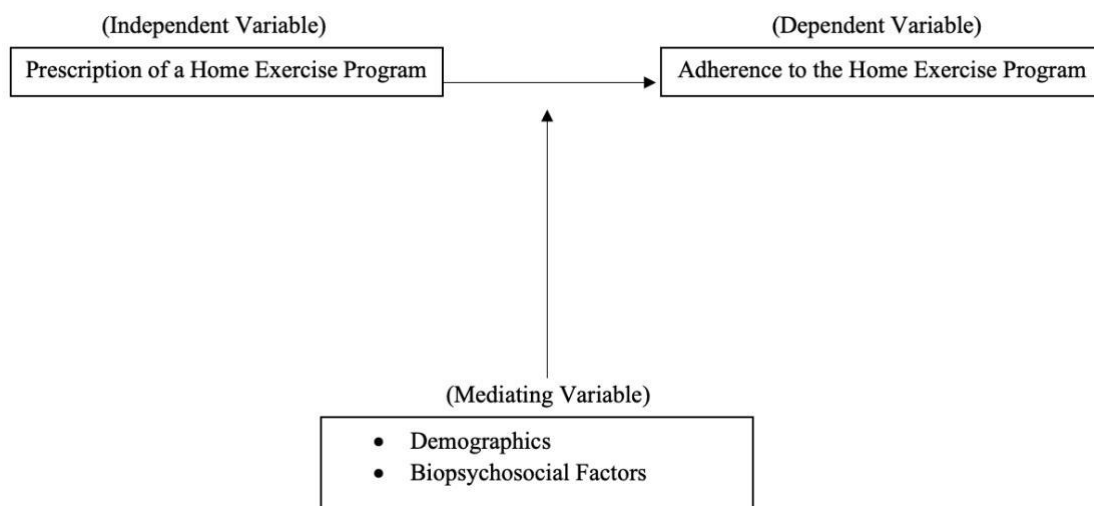 (Independent Variable)
(Dependent Variable)
Prescription of a Home Exercise Program
Adherence to the Home Exercise Program
(Mediating Variable)
• Demographics
• Biopsychosocial Factors